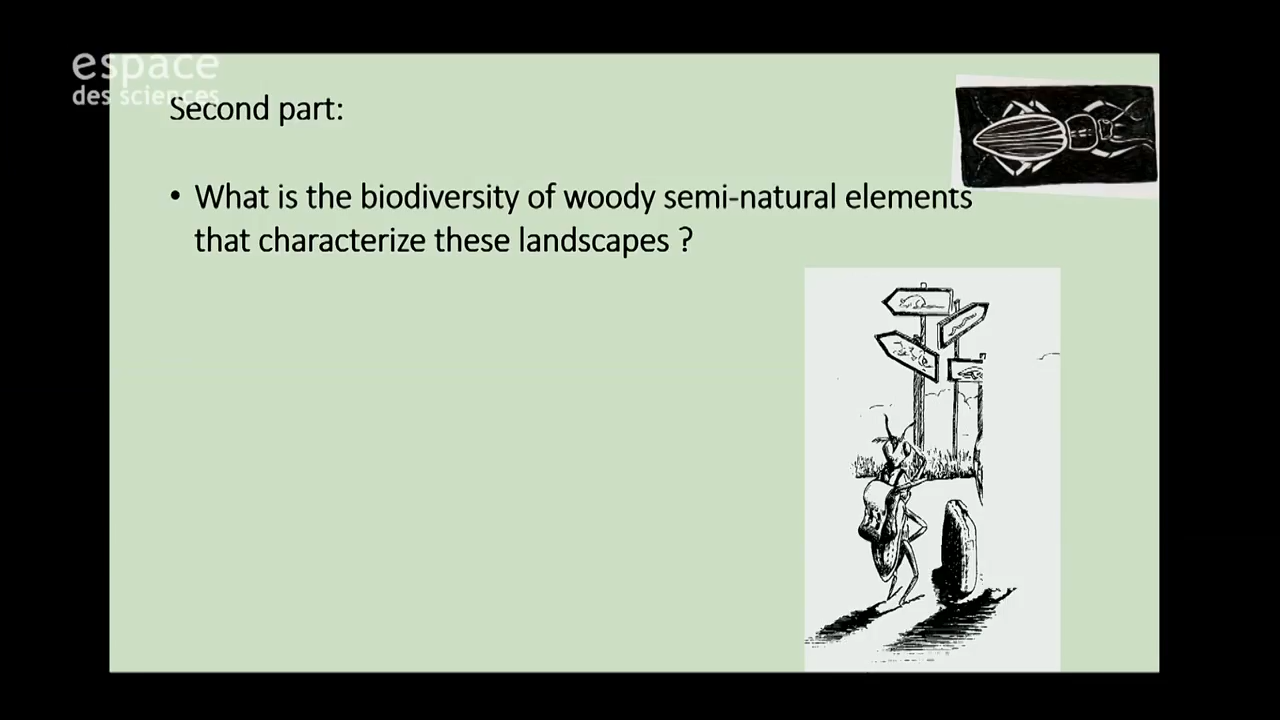 espace
des sciences
Second part:
• What is the biodiversity of woody semi-natural elements
that characterize these landscapes ?